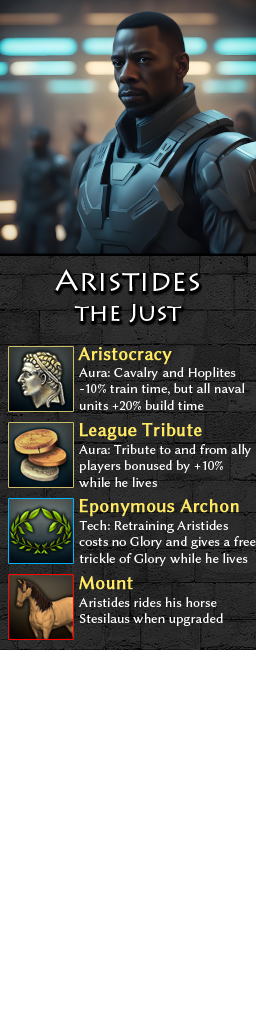 Aristides
the Just
Aristocracy
Aura: Cavalry and Hoplites
-10% train time, but all naval
units +20% build time
League Tribute
Aura: Tribute to and from ally
players bonused by +10%
while he lives
Eponymous Archon
Tech: Retraining Aristides
costs no Glory and gives a free
trickle of Glory while he lives
Mount
Aristides rides his horse
Stesilaus when upgraded